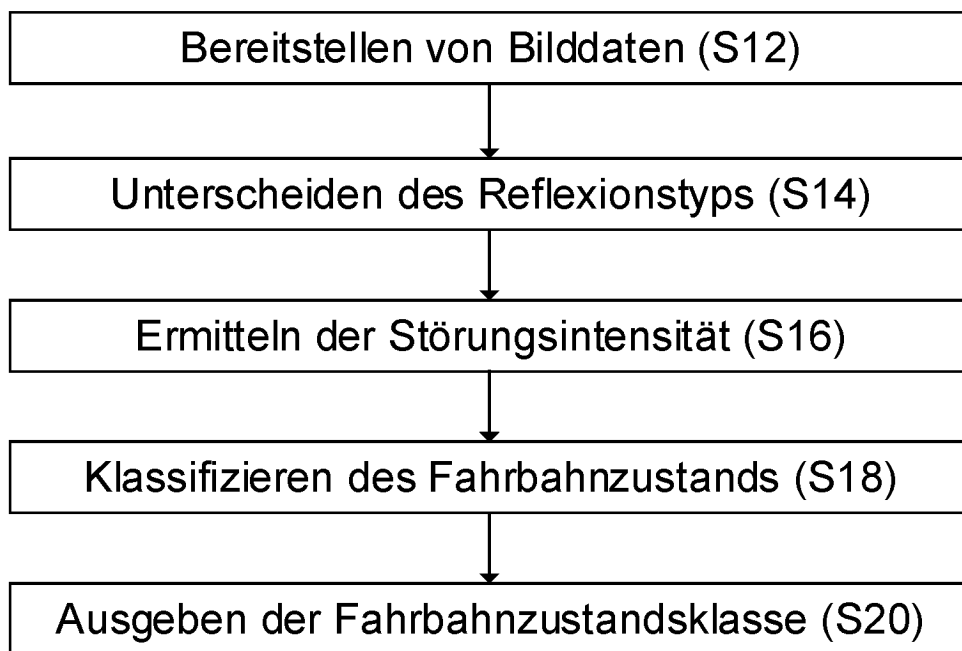 Bereitstellen von Bilddaten (S12)
Unterscheiden des Reflexionstyps (S14)
Ermitteln der Störungsintensität (S16)
Klassifizieren des Fahrbahnzustands (S18)
Ausgeben der Fahrbahnzustandsklasse (S20)